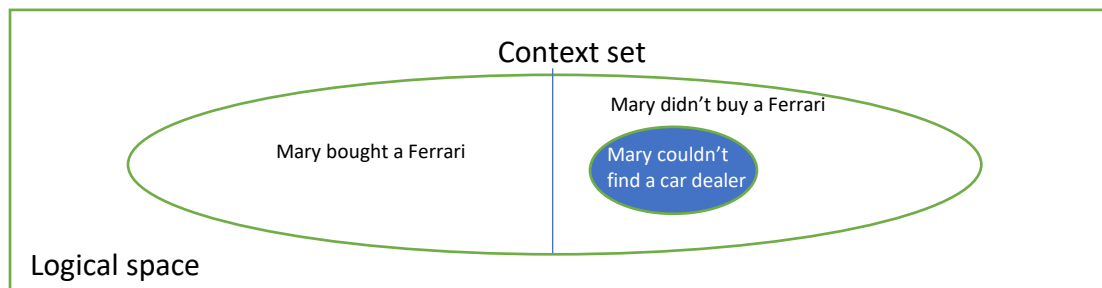 Context set
Mary didn’t buy a Ferrari
Mary bought a Ferrari
Mary couldn’t
find a car dealer
Logical space